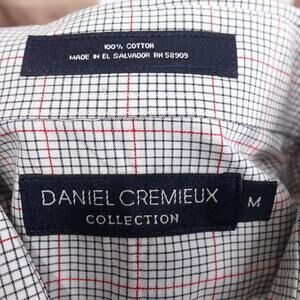 100% COTTON
MADE IN EL SALVADOR RN 58909
DANIEL CREMIEUX M
COLLECTION